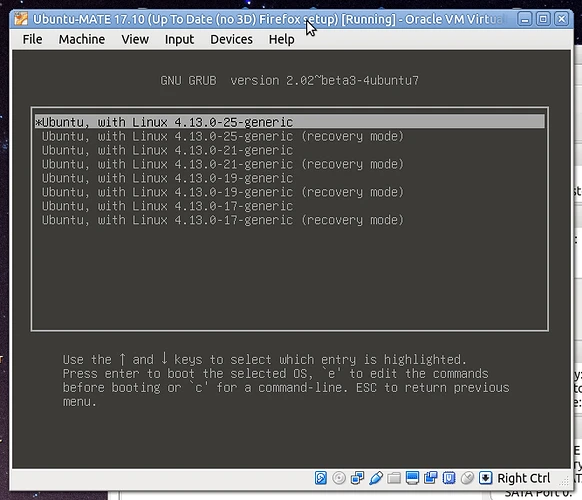 Ubuntu-MATE 17.10 (Up To Date (no 3D) Firefox setup) [Running] - Oracle VM Virtual
File Machine View Input Devices Help
GNU GRUB version 2.02~beta3-4ubuntu7
*Ubuntu, with Linux 4.13.0-25-generic
Ubuntu, with Linux 4.13.0-25-generic (recovery mode)
Ubuntu, with Linux 4.13.0-21-generic
Ubuntu, with Linux 4.13.0-21-generic (recovery mode)
Ubuntu, with Linux 4.13.0-19-generic
Ubuntu, with Linux 4.13.0-19-generic (recovery mode)
Ubuntu, with Linux 4.13.0-17-generic
Ubuntu, with Linux 4.13.0-17-generic (recovery mode)
Use the ↑ and ↓ keys to select which entry is highlighted.
Press enter to boot the selected OS, `e' to edit the commands
before booting or `c' for a command-line. ESC to return previous
menu.
Right Ctrl
SATA Port 0: